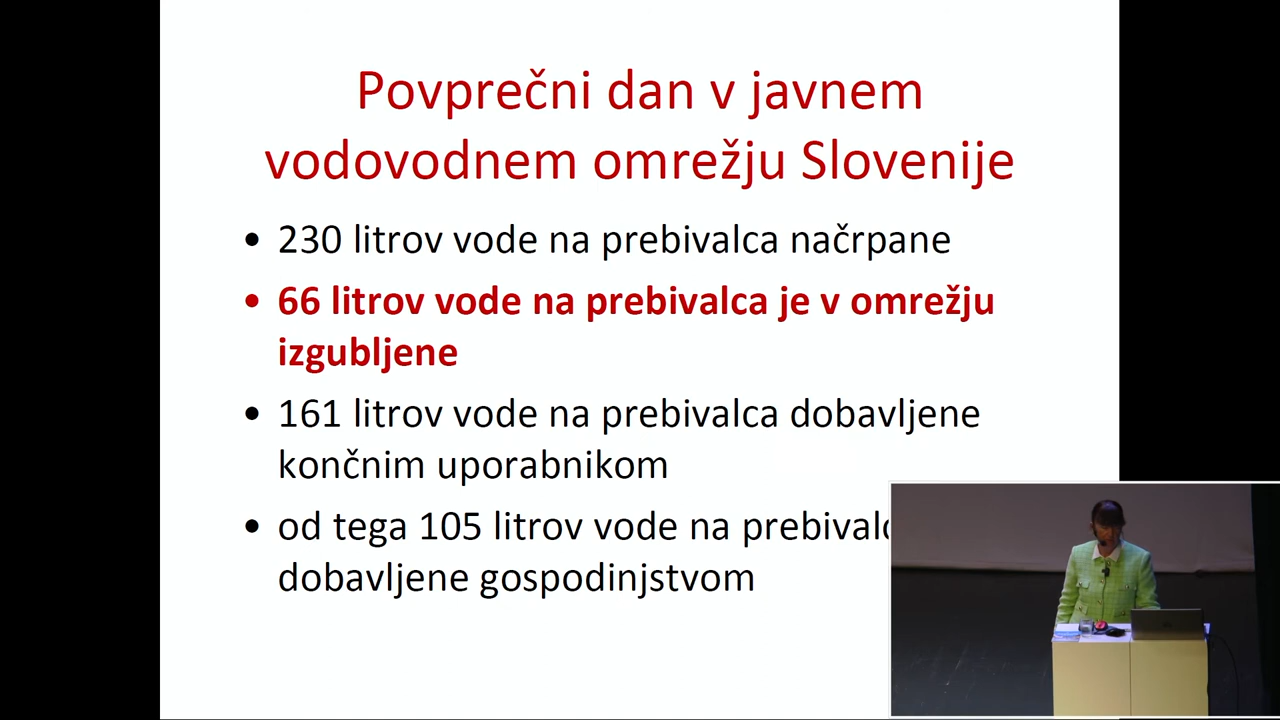 Povprečni dan v javnem
vodovodnem omrežju Slovenije
• 230 litrov vode na prebivalca načrpane
• 66 litrov vode na prebivalca je v omrežju
izgubljene
• 161 litrov vode na prebivalca dobavljene
končnim uporabnikom
• od tega 105 litrov vode na
dobavljene gospodinjstvom